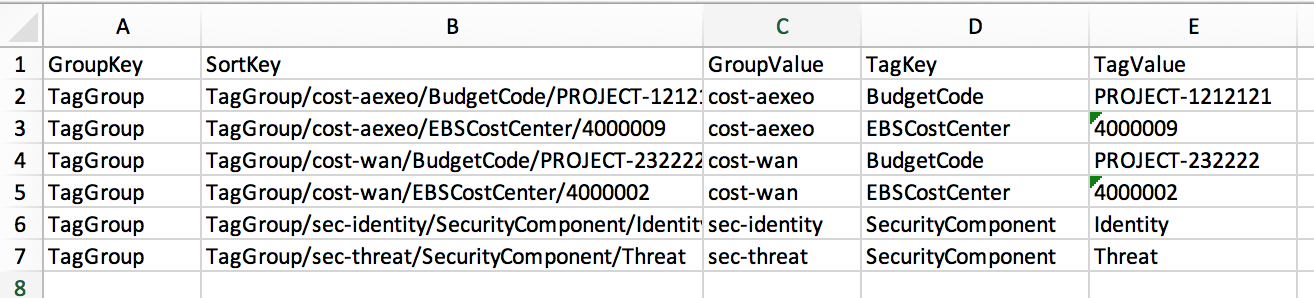 A B C D E
1 GroupKey SortKey GroupValue TagKey TagValue
2 TagGroup TagGroup/cost-aexeo/BudgetCode/PROJECT-1212 cost-aexeo BudgetCode PROJECT-1212121
3 TagGroup TagGroup/cost-aexeo/EBSCostCenter/4000009 cost-aexeo EBSCostCenter 4000009
4 TagGroup TagGroup/cost-wan/BudgetCode/PROJECT-232222 cost-wan BudgetCode PROJECT-232222
5 TagGroup TagGroup/cost-wan/EBSCostCenter/4000002 cost-wan EBSCostCenter 4000002
6 TagGroup TagGroup/sec-identity/SecurityComponent/Identit sec-identity SecurityComponent Identity
7 TagGroup TagGroup/sec-threat/SecurityComponent/Threat sec-threat SecurityComponent Threat
8